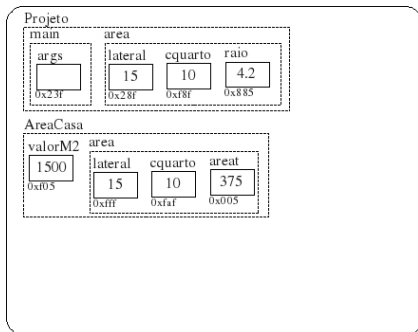 Projeto
main area
args lateral cquarto raio
15 10 4.2
0x23f 0x28f 0xf8f 0x885
AreaCasa
valorM2 area
1500 lateral cquarto areat
0xf05 15 10 375
0xfff 0xfaf 0x005